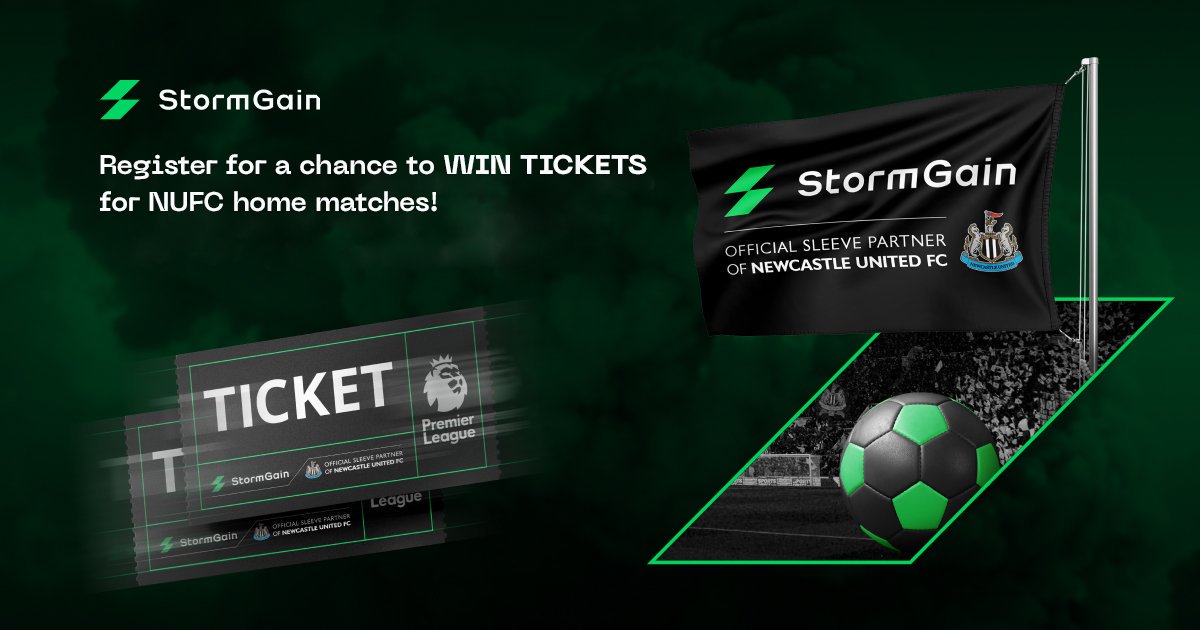 StormGain
Register for a chance to WIN TICKETS
for NUFC home matches!
StormGain
OFFICIAL SLEEVE PARTNER
OF NEWCASTLE UNITED FC
NEWCASTLE UNITED
TICKET
Premier
League
StormGain
OFFICIAL SLEEVE PARTNER
OF NEWCASTLE UNITED FC
T
League
StormGain
OFFICIAL SLEEVE PARTNER
OF NEWCASTLE UNITED FC